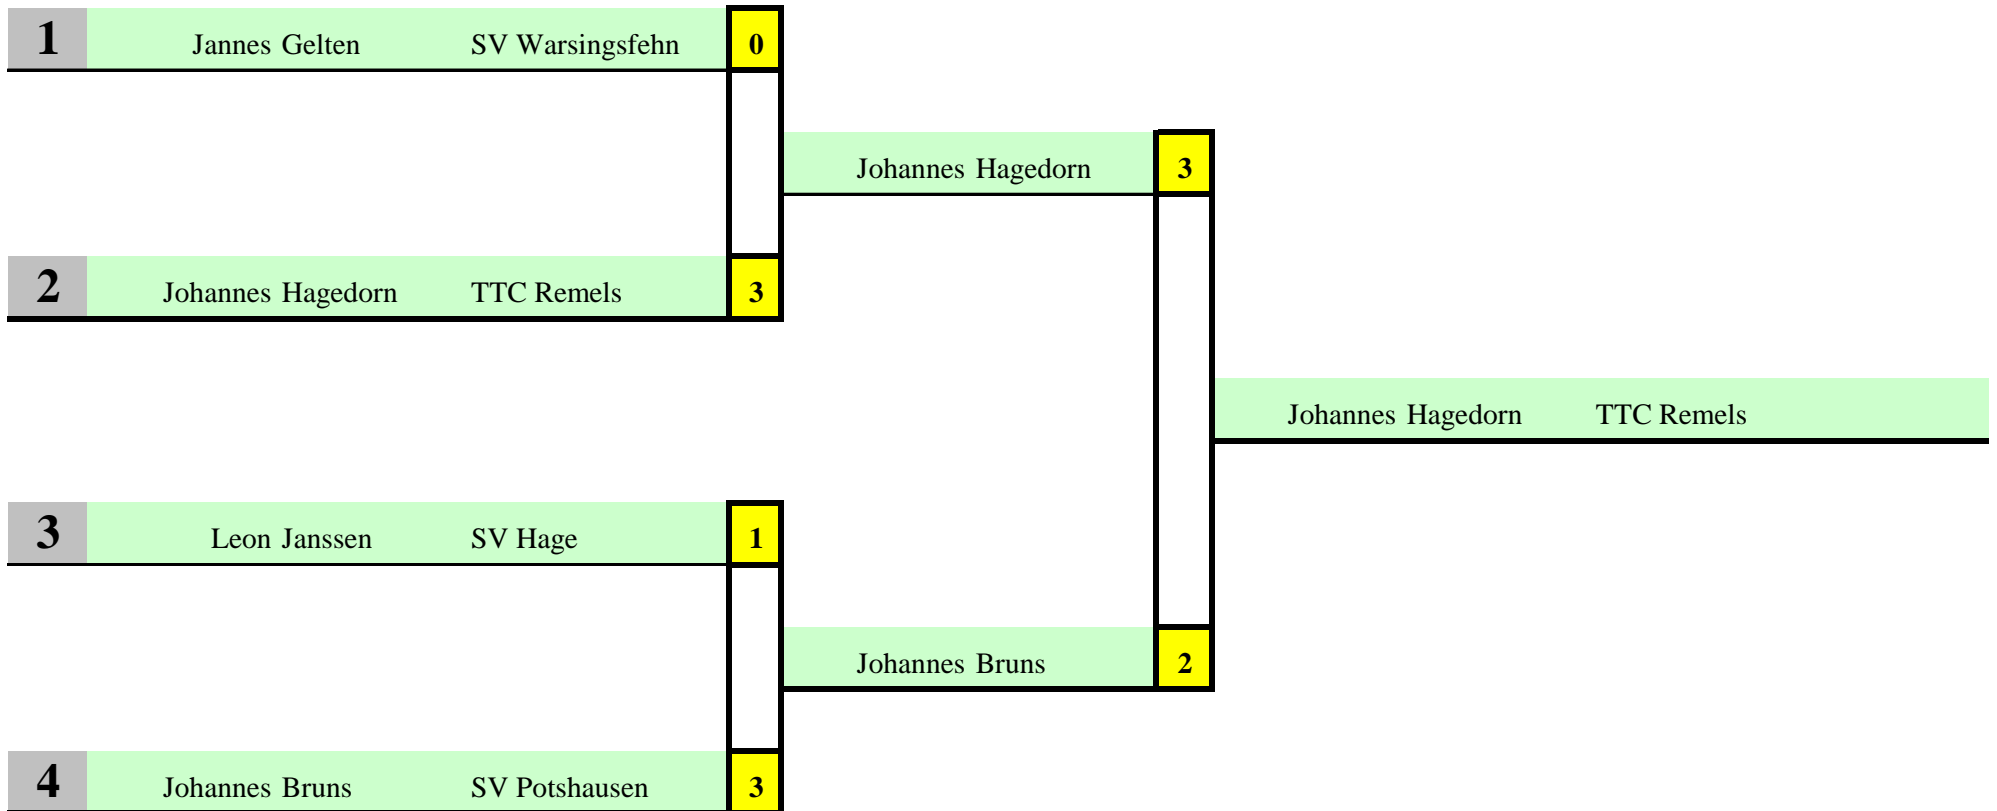 1 Jannes Gelten SV Warsingsfehn 0
Johannes Hagedorn 3
2 Johannes Hagedorn TTC Remels 3
Johannes Hagedorn TTC Remels
3 Leon Janssen SV Hage 1
Johannes Bruns 2
4 Johannes Bruns SV Potshausen 3